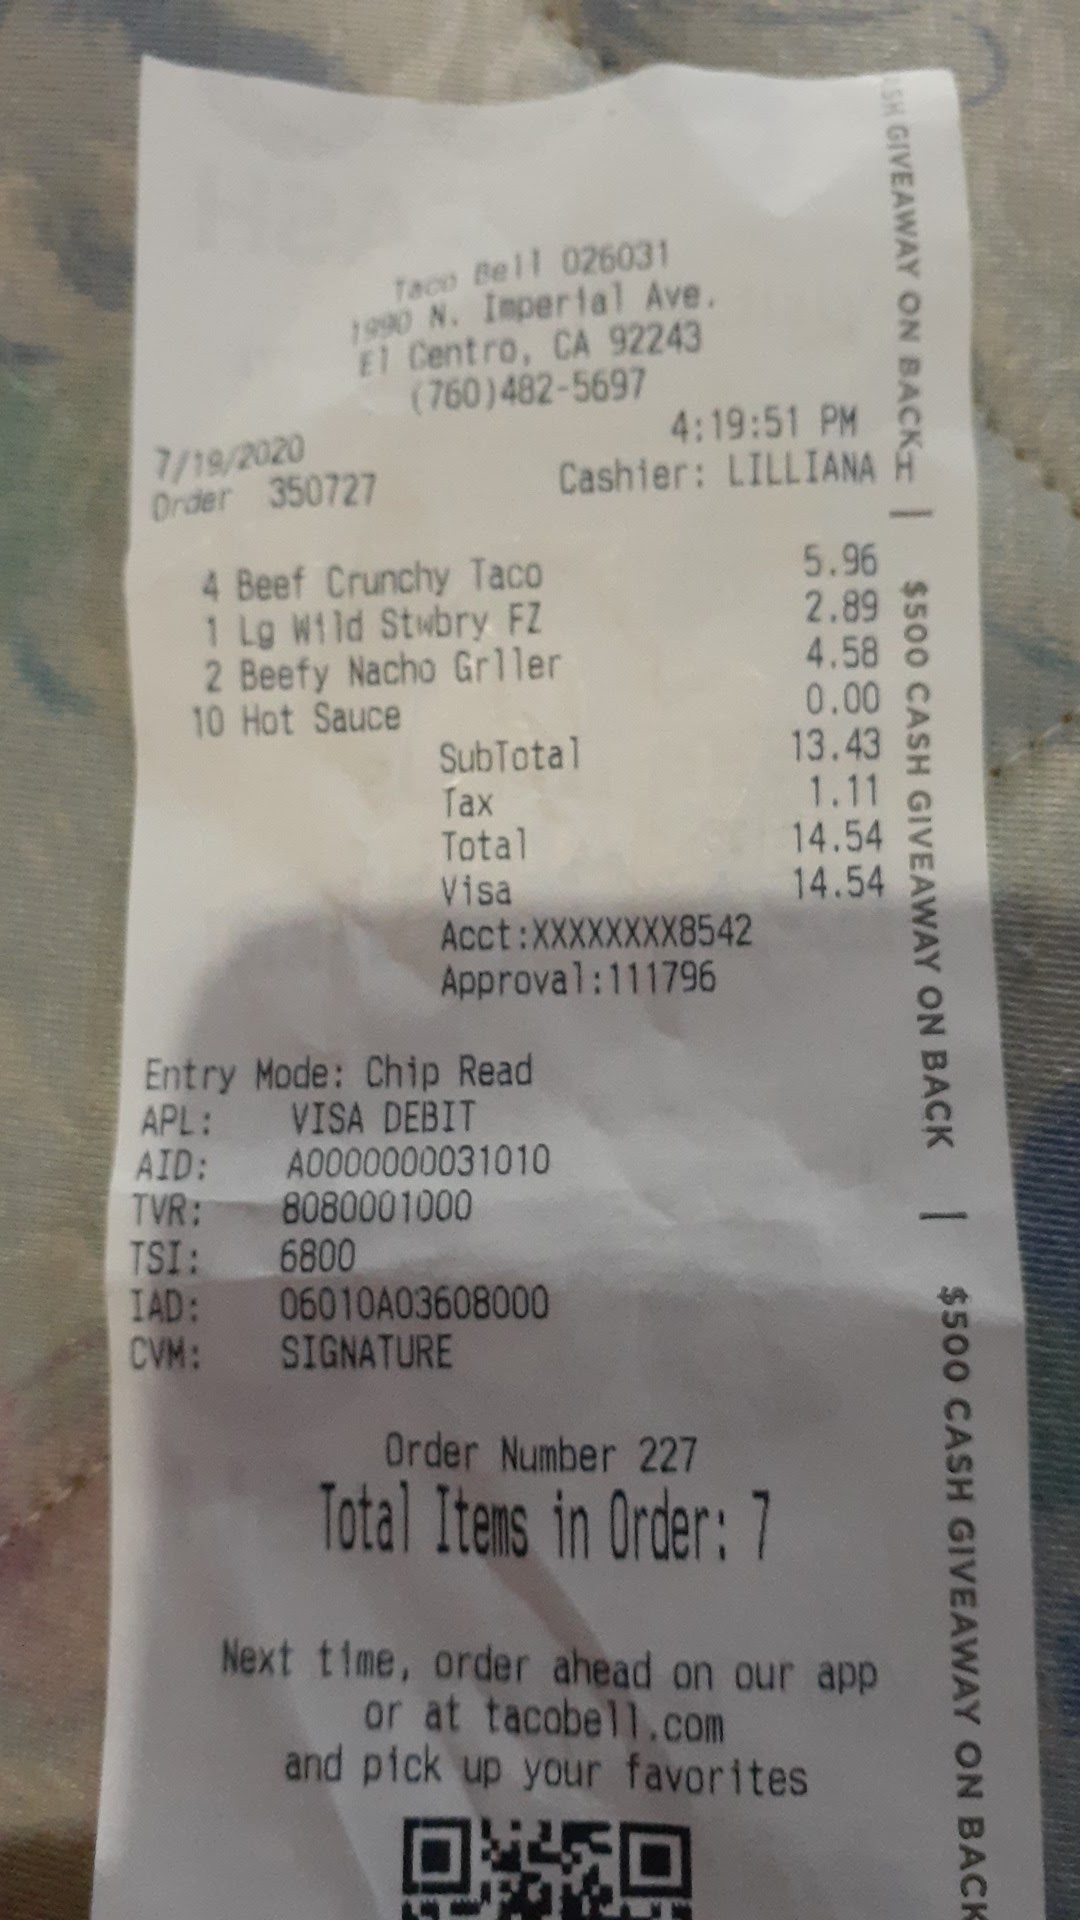 Taco Bell 026031
1990 N. Imperial Ave.
El Centro, CA 92243
(760)482-5697
7/19/2020 4:19:51 PM
Order 350727 Cashier: LILLIANA H
4 Beef Crunchy Taco 5.96
1 Lg Wild Stwbry FZ 2.89
2 Beefy Nacho Grller 4.58
10 Hot Sauce 0.00
SubTotal 13.43
Tax 1.11
Total 14.54
Visa 14.54
Acct:XXXXXXXX8542
Approval:111796
Entry Mode: Chip Read
APL: VISA DEBIT
AID: A0000000031010
TVR: 8080001000
TSI: 6800
IAD: 06010A03608000
CVM: SIGNATURE
Order Number 227
Total Items in Order: 7
Next time, order ahead on our app
or at tacobell.com
and pick up your favorites
GIVEAWAY ON BACK | $500 CASH GIVEAWAY ON BACK | $500 CASH GIVEAWAY ON BACK